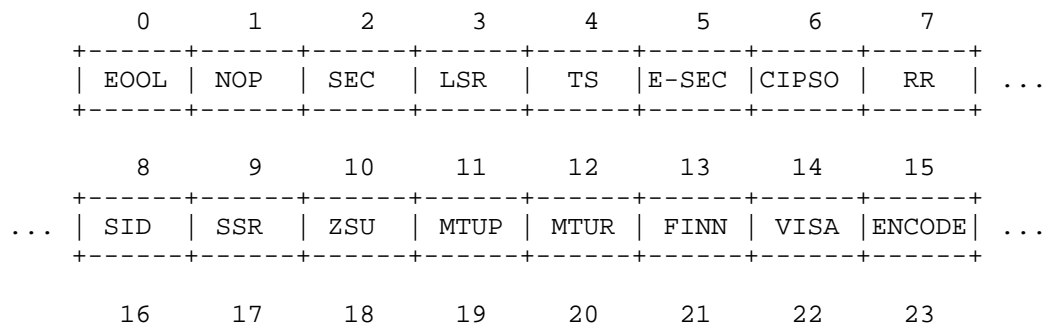 0      1      2      3      4      5      6      7
        +------+------+------+------+------+------+------+------+
        | EOOL | NOP  | SEC  | LSR  |  TS  |E-SEC |CIPSO |  RR  | ...
        +------+------+------+------+------+------+------+------+
            8      9     10     11     12     13     14     15
        +------+------+------+------+------+------+------+------+
    ... | SID  | SSR  | ZSU  | MTUP | MTUR | FINN | VISA |ENCODE| ...
        +------+------+------+------+------+------+------+------+
           16     17     18     19     20     21     22     23